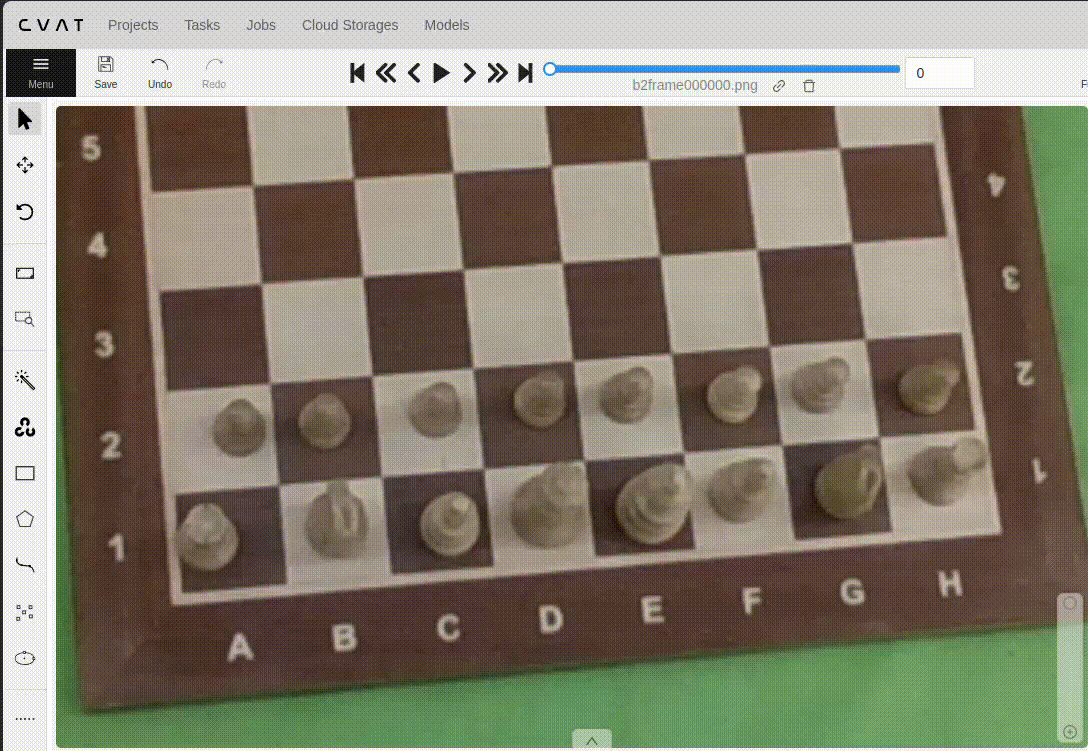 CVAT Projects Tasks Jobs Cloud Storages Models
Menu Save Undo Redo 0
b2frame000000.png
5
4
4
3
3
2
2
1
1
A B C D E F G H